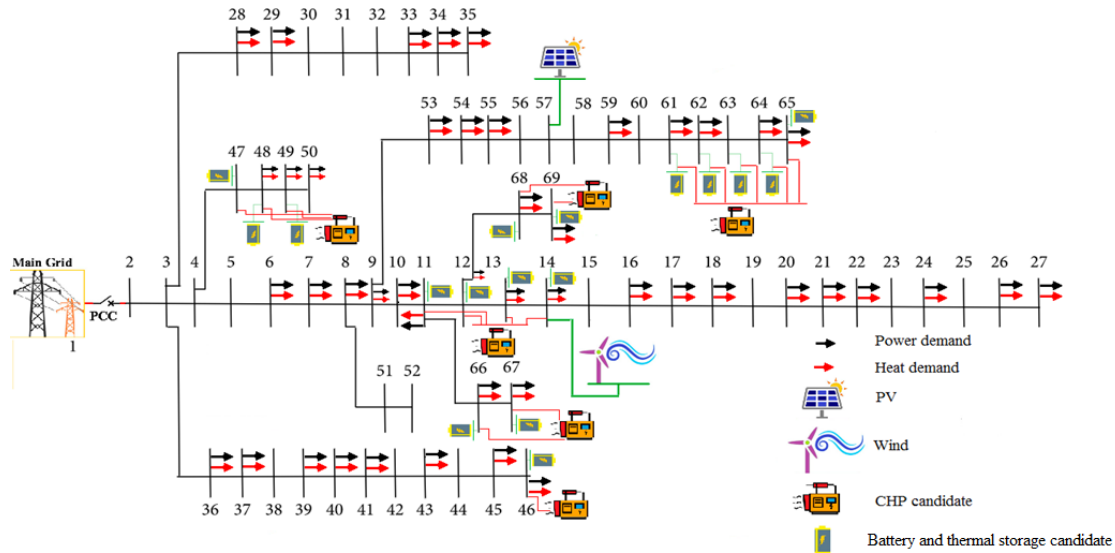 28 29 30 31 32 33 34 35
53 54 55 56 57 58 59 60 61 62 63 64 65
47 48 49 50
68 69
Main Grid
2 3 4 5 6 7 8 9 10 11 12 13 14 15 16 17 18 19 20 21 22 23 24 25 26 27
PCC
1
51 52
66 67
36 37 38 39 40 41 42 43 44 45 46
Power demand
Heat demand
PV
Wind
CHP candidate
Battery and thermal storage candidate